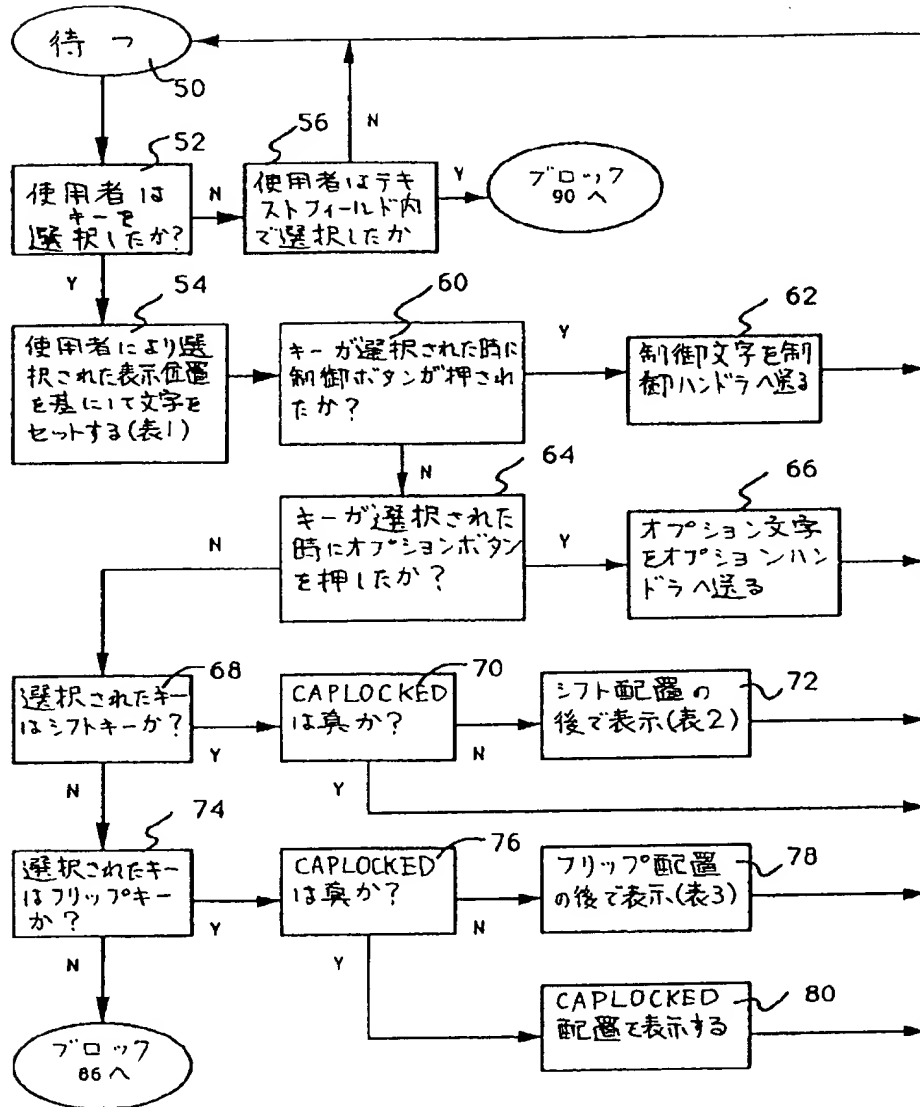 待つ
50
52
使用者は
キーを
選択したか?
N
Y
56
使用者はテキ
ストフィールド内
で選択したか
N
Y
ブロック
90へ
54
使用者により選
択された表示位置
を基にして文字を
セットする(表1)
60
キーが選択された時に
制御ボタンが押され
たか?
Y
N
62
制御文字を制
御ハンドラへ送る
64
キーが選択された
時にオプションボタン
を押したか?
Y
N
66
オプション文字
をオプションハン
ドラへ送る
68
選択されたキー
はシフトキーか?
Y
N
70
CAPLOCKED
は真か?
N
Y
72
シフト配置の
後で表示(表2)
74
選択されたキー
はフリップキー
か?
Y
N
76
CAPLOCKED
は真か?
N
Y
78
フリップ配置
の後で表示(表3)
80
CAPLOCKED
配置で表示する
ブロック
86へ